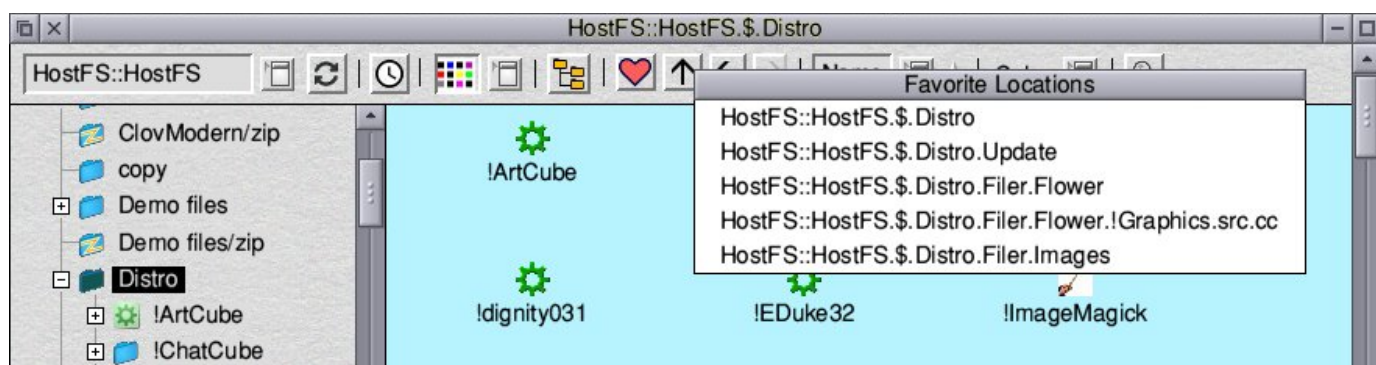 HostFS::HostFS.$.Distro
HostFS::HostFS
Favorite Locations
HostFS::HostFS.$.Distro
HostFS::HostFS.$.Distro.Update
HostFS::HostFS.$.Distro.Filer.Flower
HostFS::HostFS.$.Distro.Filer.Flower.!Graphics.src.cc
HostFS::HostFS.$.Distro.Filer.Images
ClovModern/zip
copy
Demo files
Demo files/zip
Distro
!ArtCube
!ChatCube
!ArtCube
!dignity031
!EDuke32
!ImageMagick